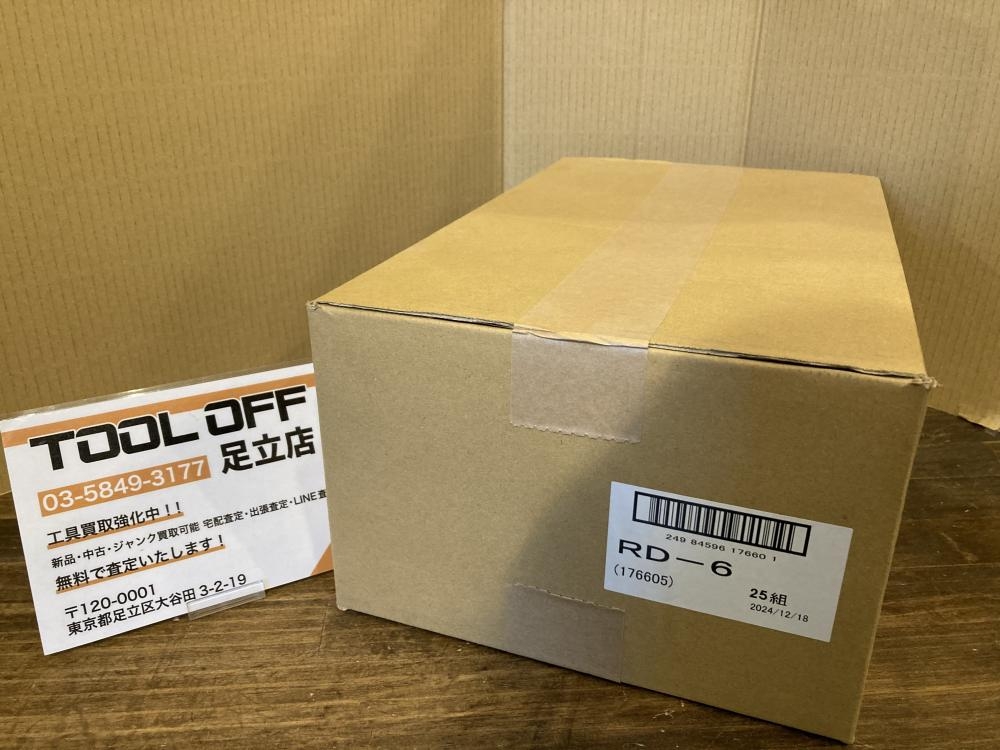 TOOL OFF
足立店
03-5849-3177
工具買取強化中!!
新品・中古・ジャンク買取可能 宅配査定・出張査定・LINE査
無料で査定いたします!
〒120-0001
東京都足立区大谷田3-2-19
249 84596 17660 1
RD-6
(176605)
25組
2024/12/18